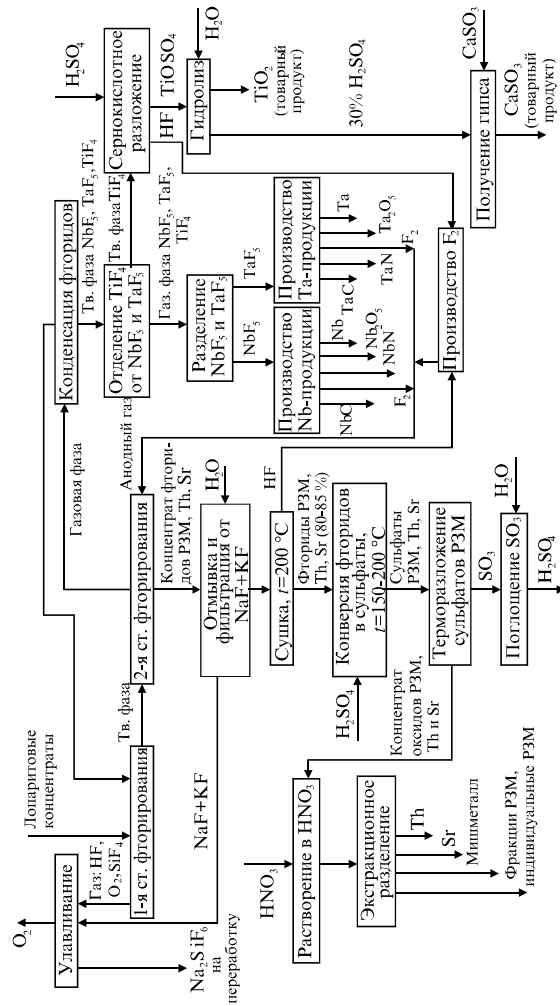 O₂
Улавливание
Na₂SiF₆
на
переработку
Газ: HF,
O₂, SiF₄
Лопаритовые
концентраты
1-я ст. фторирования
Тв. фаза
NaF+KF
Газовая фаза
2-я ст. фторирования
Анодный газ
Концентрат фтори-
дов РЗМ, Th, Sr
H₂O
Отмывка и
фильтрация от
NaF+KF
Сушка, t=200 °C
HF
Фториды РЗМ,
Th, Sr (80-85 %)
H₂SO₄
Конверсия фторидов
в сульфаты,
t=150-200 °C
Сульфаты
РЗМ, Th, Sr
Терморазложение
сульфатов РЗМ
Концентрат
оксидов РЗМ,
Th и Sr
SO₃
H₂O
Поглощение SO₃
H₂SO₄
HNO₃
Растворение в HNO₃
Экстракционное
разделение
Th
Sr
Мишметалл
Фракции РЗМ,
индивидуальные РЗМ
Конденсация фторидов
Тв. фаза NbF₅, TaF₅, TiF₄
Отделение TiF₄
от NbF₅ и TaF₅
Тв. фаза TiF₄
Газ. фаза NbF₅, TaF₅,
TiF₄
Разделение
NbF₅ и TaF₅
NbF₅
TaF₅
Производство
Nb-продукции
NbC
F₂
NbN
Nb₂O₅
Nb
Производство
Ta-продукции
TaC
TaN
F₂
Ta₂O₅
Ta
Производство F₂
H₂SO₄
Сернокислотное
разложение
HF
TiOSO₄
H₂O
Гидролиз
TiO₂
(товарный
продукт)
30% H₂SO₄
CaSO₃
Получение гипса
CaSO₃
(товарный
продукт)